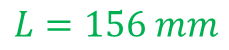 L = 156 mm